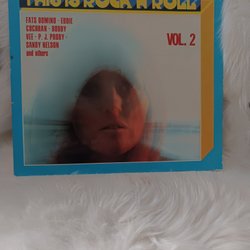 THIS IS ROCK'N'ROLL
FATS DOMINO - EDDIE
COCHRAN - BOBBY
VEE - P. J. PROBY -
SANDY NELSON
and others
VOL. 2